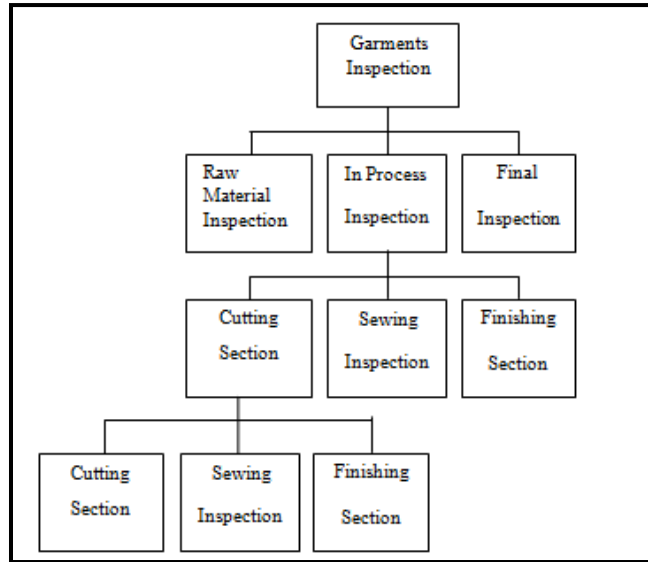 Garments
Inspection
Raw
Material
Inspection
In Process
Inspection
Final
Inspection
Cutting
Section
Sewing
Inspection
Finishing
Section
Cutting
Section
Sewing
Inspection
Finishing
Section